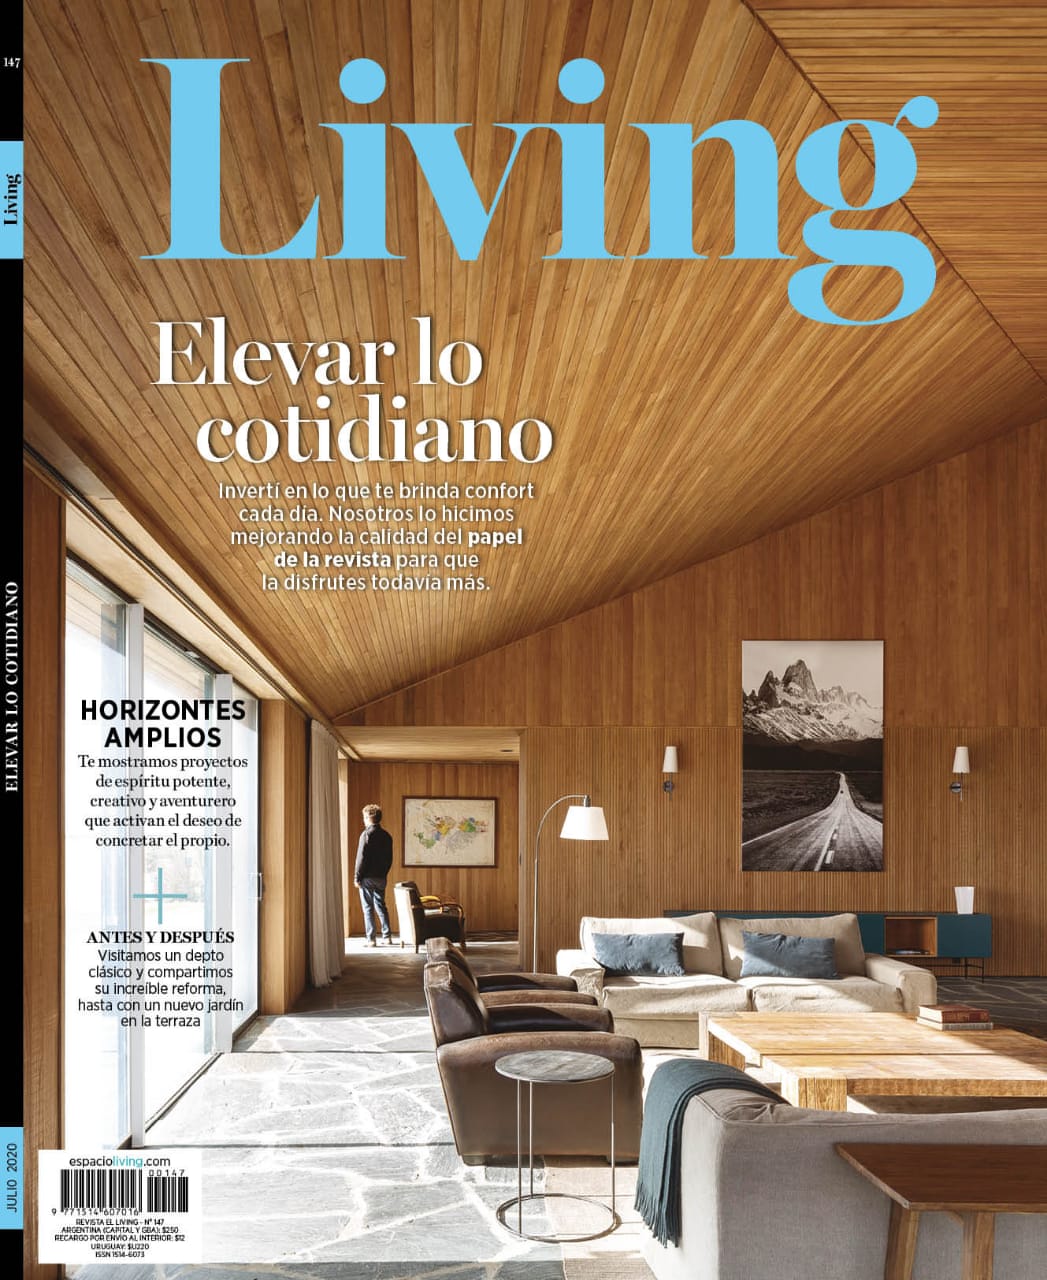 147
Living
ELEVAR LO COTIDIANO
JULIO 2020
Living
Elevar lo
cotidiano
Invertí en lo que te brinda confort
cada día. Nosotros lo hicimos
mejorando la calidad del papel
de la revista para que
la disfrutes todavía más.
HORIZONTES
AMPLIOS
Te mostramos proyectos
de espíritu potente,
creativo y aventurero
que activan el deseo de
concretar el propio.
+
ANTES Y DESPUÉS
Visitamos un depto
clásico y compartimos
su increíble reforma,
hasta con un nuevo jardín
en la terraza
espacioliving.com
00147
9 771514 607016
REVISTA EL LIVING - Nº 147
ARGENTINA (CAPITAL Y GBA): $250
RECARGO POR ENVÍO AL INTERIOR: $12
URUGUAY: $U220
ISSN 1514-6073